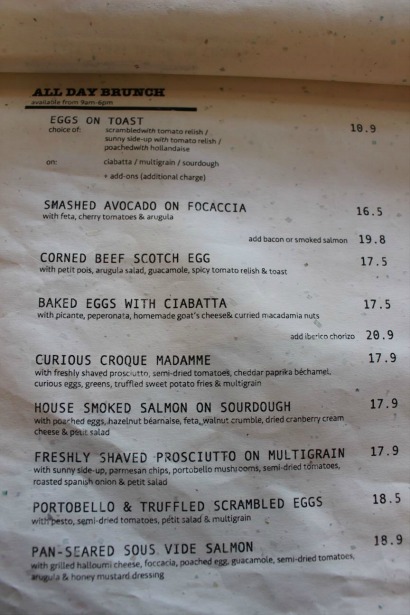 ALL DAY BRUNCH
available from 9am-6pm
EGGS ON TOAST 10.9
choice of: scrambledwith tomato relish /
sunny side-up with tomato relish /
poachedwith hollandaise
on: ciabatta / multigrain / sourdough
+ add-ons (additional charge)
SMASHED AVOCADO ON FOCACCIA 16.5
with feta, cherry tomatoes & arugula
add bacon or smoked salmon 19.8
CORNED BEEF SCOTCH EGG 17.5
with petit pois, arugula salad, guacamole, spicy tomato relish & toast
BAKED EGGS WITH CIABATTA 17.5
with picante, peperonata, homemade goat's cheese& curried macadamia nuts
add iberico chorizo 20.9
CURIOUS CROQUE MADAMME 17.9
with freshly shaved prosciutto, semi-dried tomatoes, cheddar paprika béchamel,
curious eggs, greens, truffled sweet potato fries & multigrain
HOUSE SMOKED SALMON ON SOURDOUGH 17.9
with poached eggs, hazelnut béarnaise, feta, walnut crumble, dried cranberry cream
cheese & petit salad
FRESHLY SHAVED PROSCIUTTO ON MULTIGRAIN 17.9
with sunny side-up, parmesan chips, portobello mushrooms, semi-dried tomatoes,
roasted spanish onion & petit salad
PORTOBELLO & TRUFFLED SCRAMBLED EGGS 18.5
with pesto, semi-dried tomatoes, petit salad & multigrain
PAN-SEARED SOUS VIDE SALMON 18.9
with grilled halloumi cheese, foccacia, poached egg, guacamole, semi-dried tomatoes,
arugula & honey mustard dressing